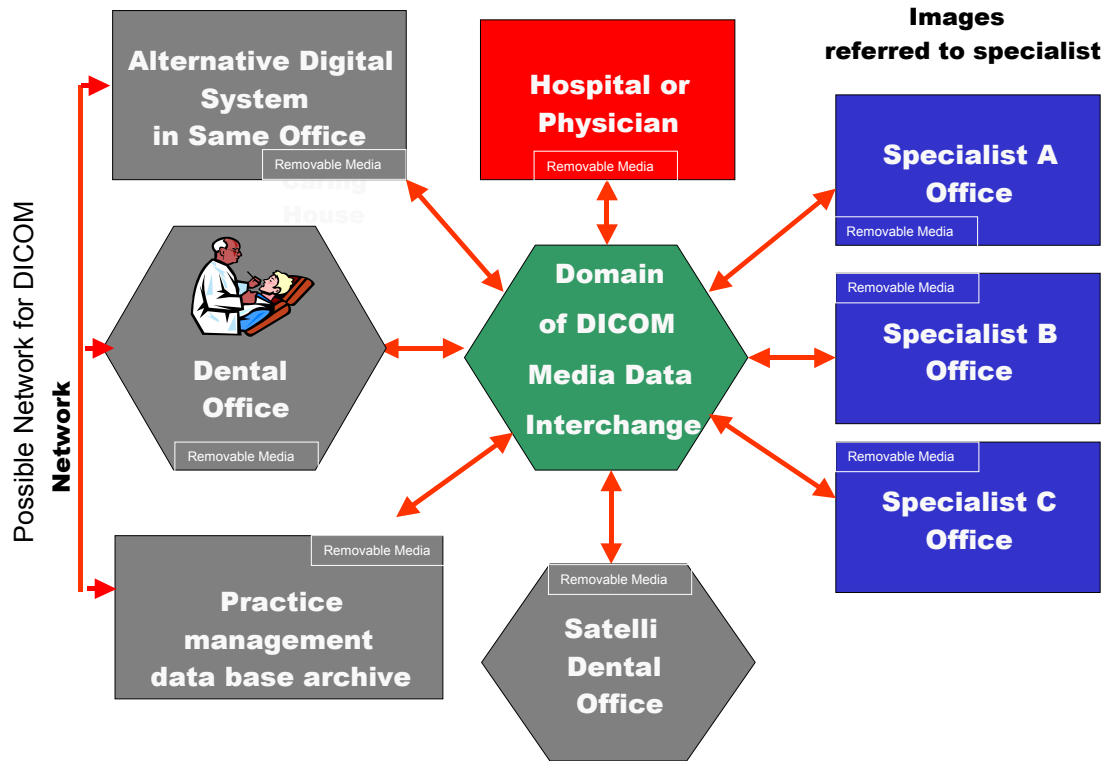 Images
referred to specialist
Alternative Digital
System
in Same Office
Removable Media
Caring
House
Hospital or
Physician
Removable Media
Specialist A
Office
Removable Media
Possible Network for DICOM
Network
Dental
Office
Removable Media
Domain
of DICOM
Media Data
Interchange
Removable Media
Specialist B
Office
Removable Media
Specialist C
Office
Removable Media
Practice
management
data base archive
Removable Media
Satelli
Dental
Office